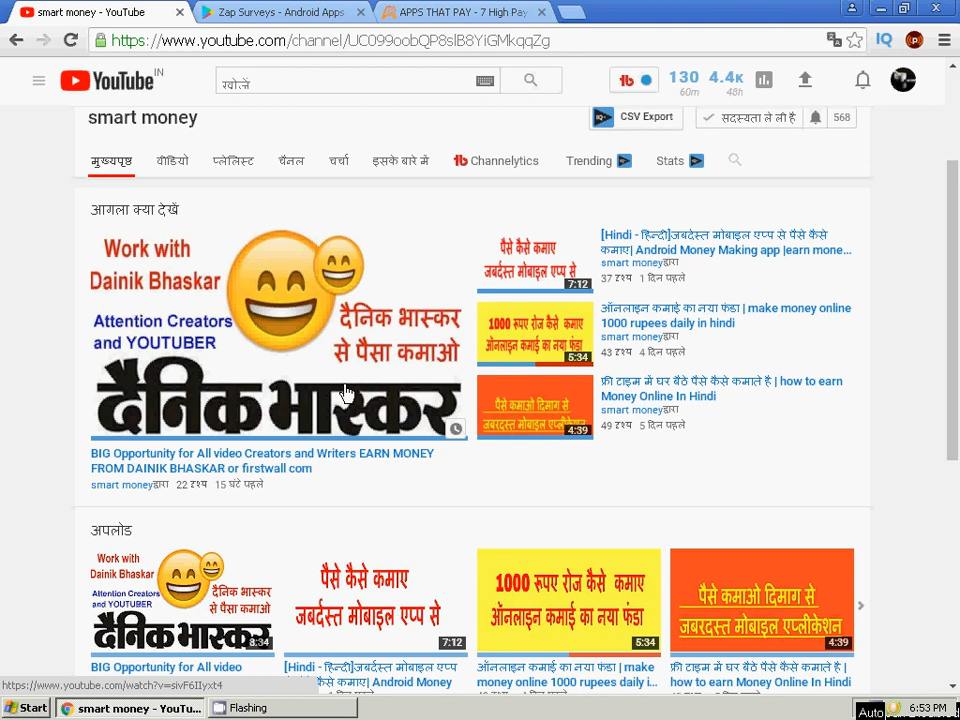 smart money - YouTube
Zap Surveys - Android Apps
APPS THAT PAY - 7 High Pay
https://www.youtube.com/channel/UC099oobQP8slB8YiGMkqqZg
IQ
YouTube IN
खोजें
tb
130 60m
4.4K 48h
smart money
CSV Export
सदस्यता ले ली है
568
मुख्यपृष्ठ वीडियो प्लेलिस्ट चैनल चर्चा इसके बारे में tb Channelytics Trending Stats
आगला क्या देखें
Work with
Dainik Bhaskar
Attention Creators
and YOUTUBER
दैनिक भास्कर
से पैसा कमाओ
दैनिक भास्कर
BIG Opportunity for All video Creators and Writers EARN MONEY
FROM DAINIK BHASKAR or firstwall com
smart moneyद्वारा 22 दृश्य 15 घंटे पहले
पैसे कैसे कमाए
जबर्दस्त मोबाइल एप्प से
7:12
[Hindi - हिन्दी]जबर्दस्त मोबाइल एप्प से पैसे कैसे
कमाए| Android Money Making app |earn mone...
smart moneyद्वारा
37 दृश्य 1 दिन पहले
1000 रूपए रोज कैसे कमाए
ऑनलाइन कमाई का नया फंडा
5:34
ऑनलाइन कमाई का नया फंडा | make money online
1000 rupees daily in hindi
smart moneyद्वारा
43 दृश्य 4 दिन पहले
पैसे कमाओ दिमाग से
जबरदस्त मोबाइल एप्लीकेशन
4:39
फ्री टाइम में घर बैठे पैसे कैसे कमाते है | how to earn
Money Online In Hindi
smart moneyद्वारा
49 दृश्य 5 दिन पहले
अपलोड
Work with
Dainik Bhaskar
Attention Creators
and YOUTUBER
दैनिक भास्कर
से पैसा कमाओ
दैनिक भास्कर
8:34
BIG Opportunity for All video
पैसे कैसे कमाए
जबर्दस्त मोबाइल एप्प से
7:12
[Hindi - हिन्दी]जबर्दस्त मोबाइल एप्प
से पैसे कैसे कमाए| Android Money
1000 रूपए रोज कैसे कमाए
ऑनलाइन कमाई का नया फंडा
5:34
ऑनलाइन कमाई का नया फंडा | make
money online 1000 rupees daily i...
पैसे कमाओ दिमाग से
जबरदस्त मोबाइल एप्लीकेशन
4:39
फ्री टाइम में घर बैठे पैसे कैसे कमाते है |
how to earn Money Online In Hindi
https://www.youtube.com/watch?v=sivF6IIyxt4
Start
smart money - YouTu...
Flashing
6:53 PM